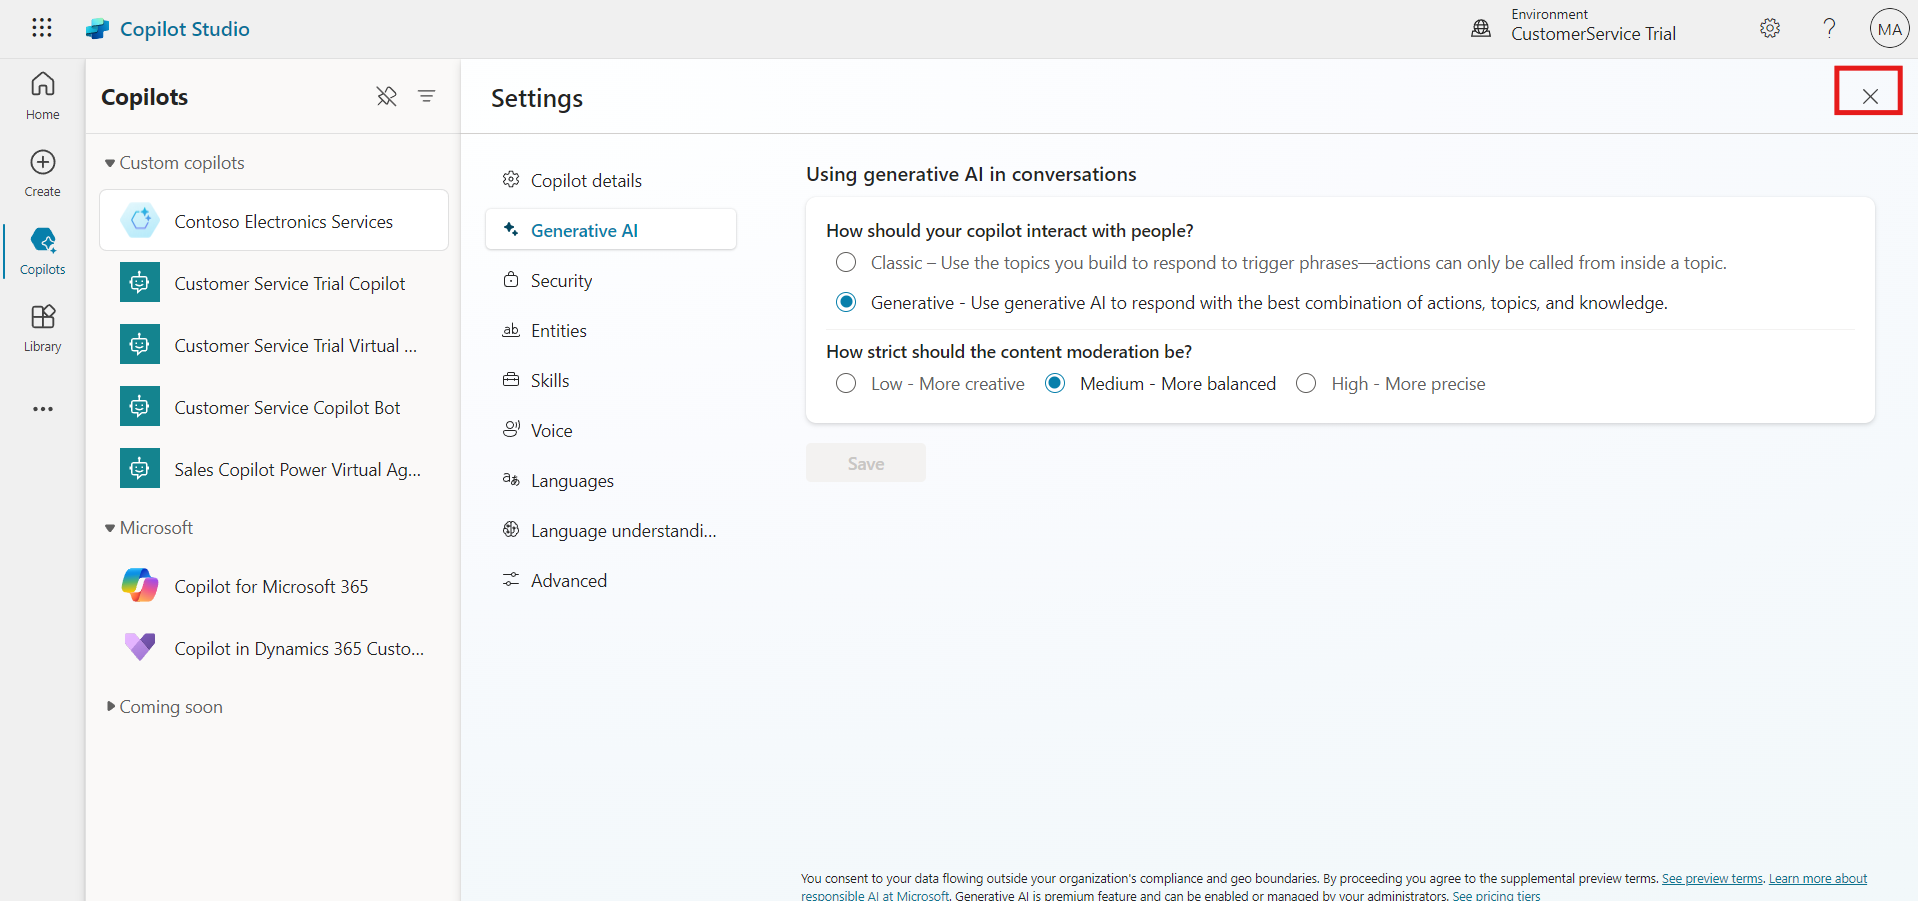 Copilot Studio
Environment
CustomerService Trial
MA
Home
Create
Copilots
Library
Copilots
Custom copilots
Contoso Electronics Services
Customer Service Trial Copilot
Customer Service Trial Virtual ...
Customer Service Copilot Bot
Sales Copilot Power Virtual Ag...
Microsoft
Copilot for Microsoft 365
Copilot in Dynamics 365 Custo...
Coming soon
Settings
Copilot details
Generative AI
Security
Entities
Skills
Voice
Languages
Language understandi...
Advanced
Using generative AI in conversations
How should your copilot interact with people?
Classic – Use the topics you build to respond to trigger phrases—actions can only be called from inside a topic.
Generative - Use generative AI to respond with the best combination of actions, topics, and knowledge.
How strict should the content moderation be?
Low - More creative Medium - More balanced High - More precise
Save
You consent to your data flowing outside your organization's compliance and geo boundaries. By proceeding you agree to the supplemental preview terms. See preview terms. Learn more about
responsible AI at Microsoft. Generative AI is premium feature and can be enabled or managed by your administrators. See pricing tiers